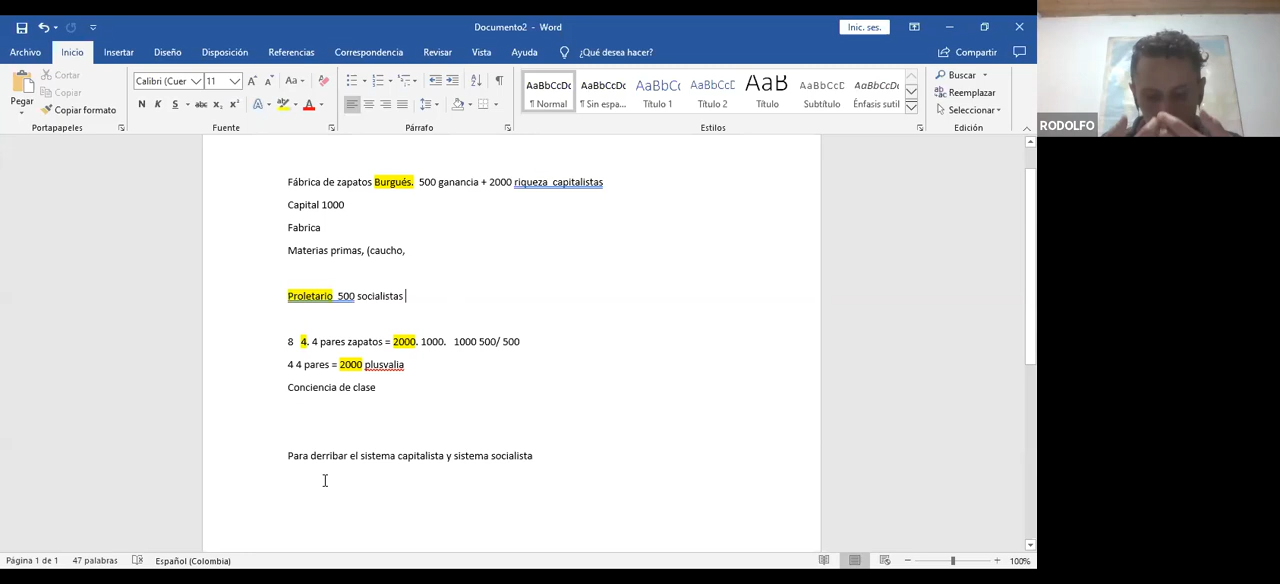 Documento2 - Word
Inic. ses.
Archivo Inicio Insertar Diseño Disposición Referencias Correspondencia Revisar Vista Ayuda ¿Qué desea hacer? Compartir
Pegar
Cortar
Copiar
Copiar formato
Portapapeles
Calibri (Cuer 11
N K S abc x₂ x²
Fuente
Párrafo
AaBbCcDc AaBbCcDc AaBbCc AaBbCcD AaB AaBbCcD AaBbCcDc
¶ Normal ¶ Sin espa... Título 1 Título 2 Título Subtítulo Énfasis sutil
Estilos
Buscar
Reemplazar
Seleccionar
Edición
RODOLFO
Fábrica de zapatos Burgués. 500 ganancia + 2000 riqueza capitalistas
Capital 1000
Fabrica
Materias primas, (caucho,
Proletario 500 socialistas
8 4. 4 pares zapatos = 2000. 1000. 1000 500/ 500
4 4 pares = 2000 plusvalia
Conciencia de clase
Para derribar el sistema capitalista y sistema socialista
Página 1 de 1 47 palabras Español (Colombia) 100%